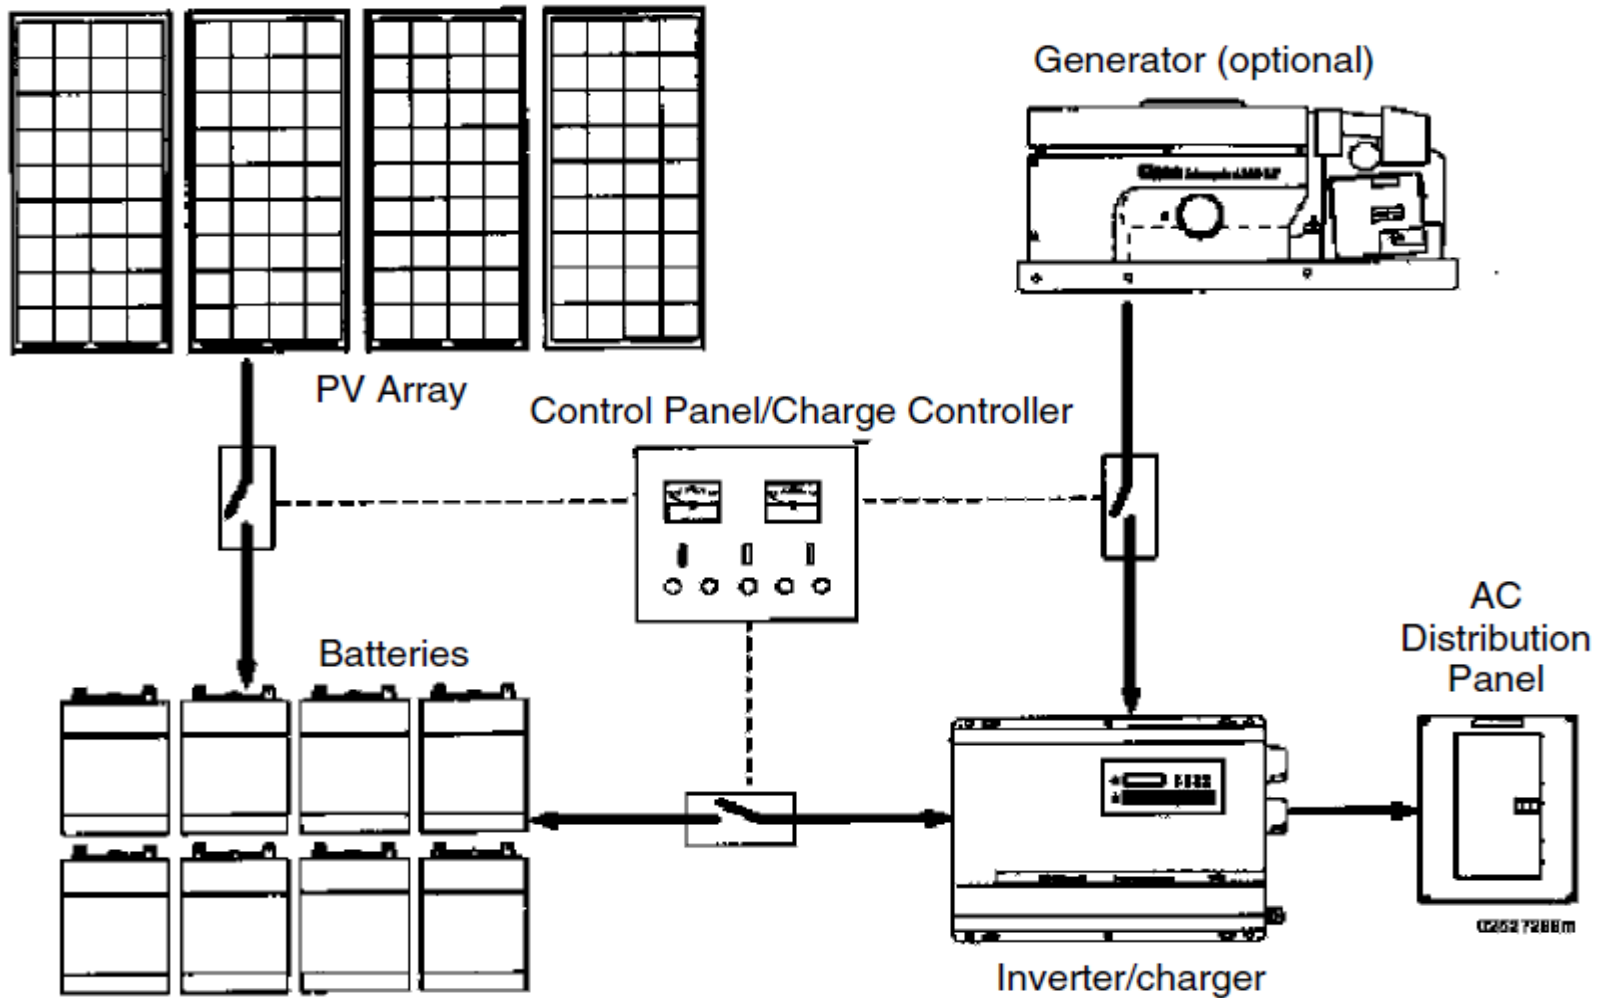 Generator (optional)
PV Array
Control Panel/Charge Controller
Batteries
AC
Distribution
Panel
Inverter/charger